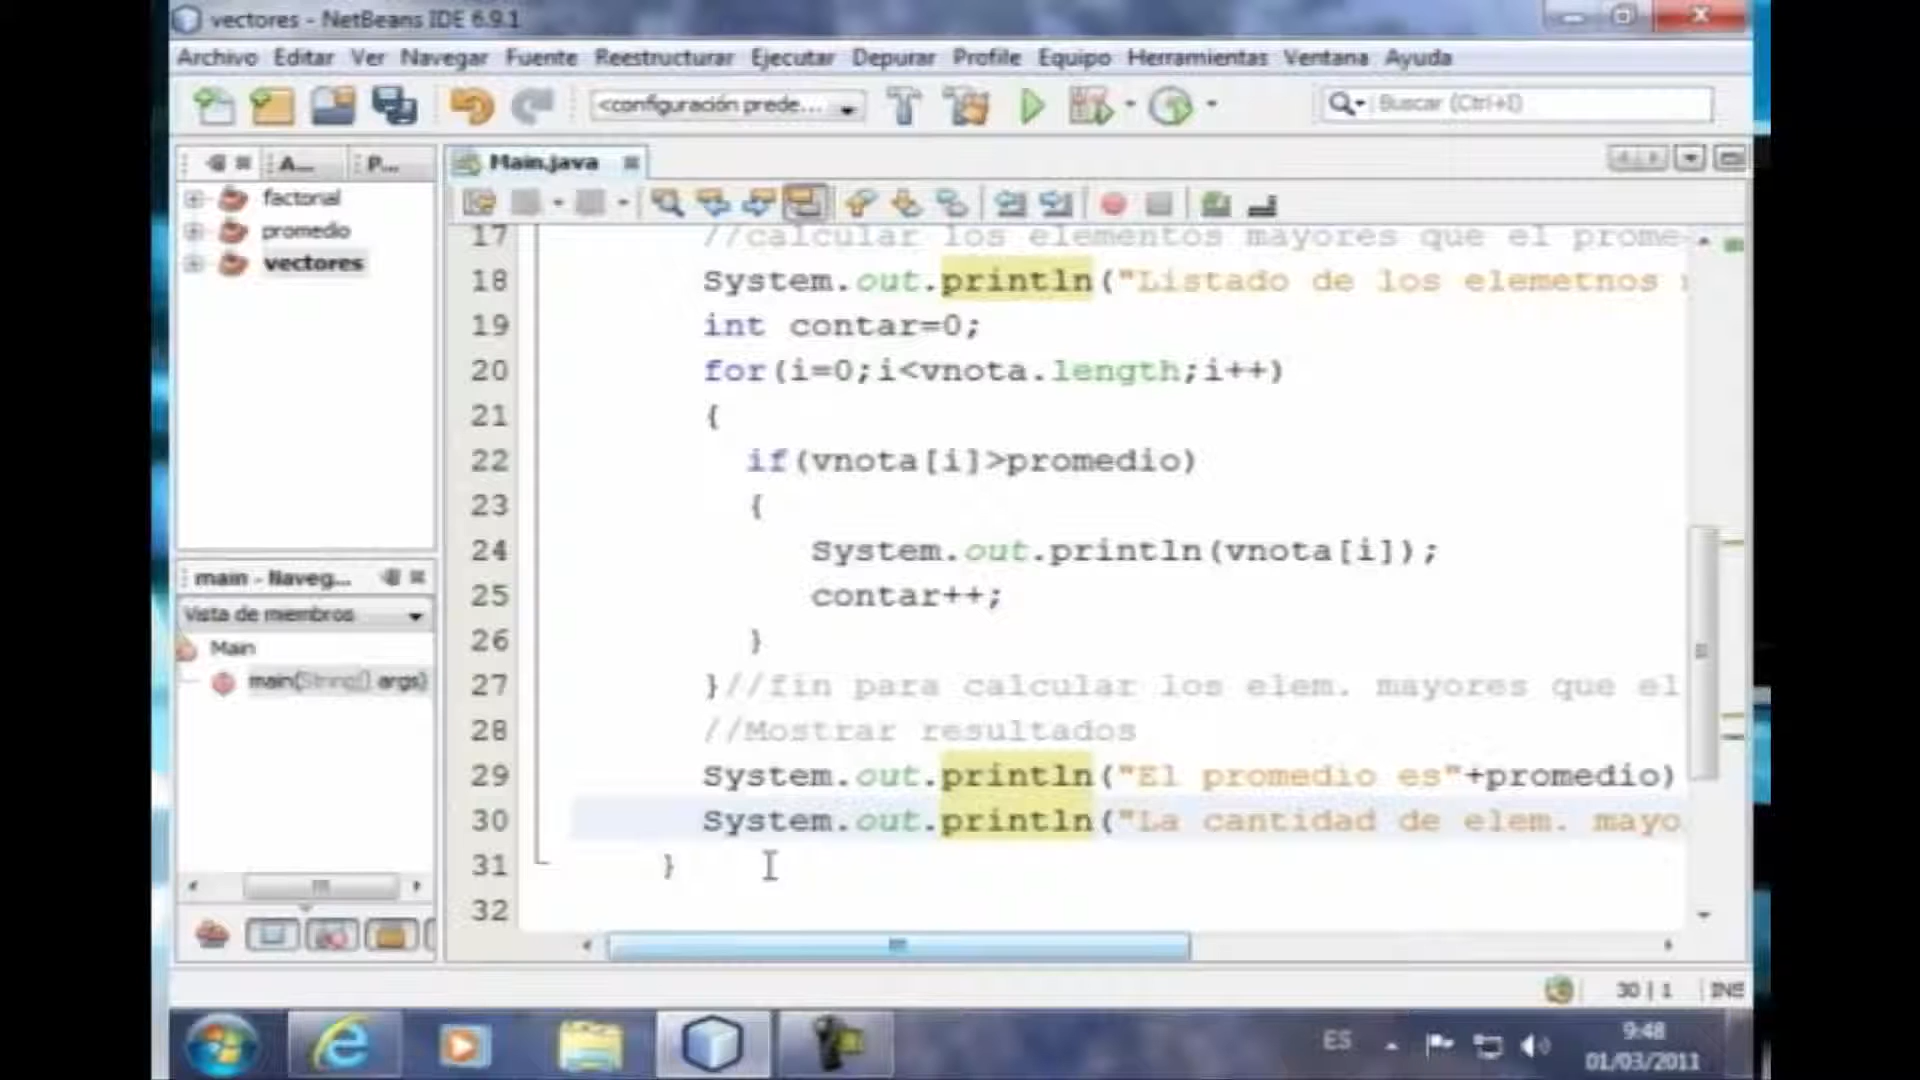 vectores - NetBeans IDE 6.9.1
Archivo Editar Ver Navegar Fuente Reestructurar Ejecutar Depurar Profile Equipo Herramientas Ventana Ayuda
<configuración prede...
Buscar (Ctrl+I)
A...
P...
Main.java
factorial
promedio
vectores
17 //calcular los elementos mayores que el prome
18 System.out.println("Listado de los elemetnos
19 int contar=0;
20 for(i=0;i<vnota.length;i++)
21 {
22 if(vnota[i]>promedio)
23 {
24 System.out.println(vnota[i]);
25 contar++;
26 }
27 }//fin para calcular los elem. mayores que el
28 //Mostrar resultados
29 System.out.println("El promedio es"+promedio)
30 System.out.println("La cantidad de elem. mayo
31 }
32
main - Naveg...
Vista de miembros
Main
main(String[] args)
30 | 1
INS
ES
9:48
01/03/2011